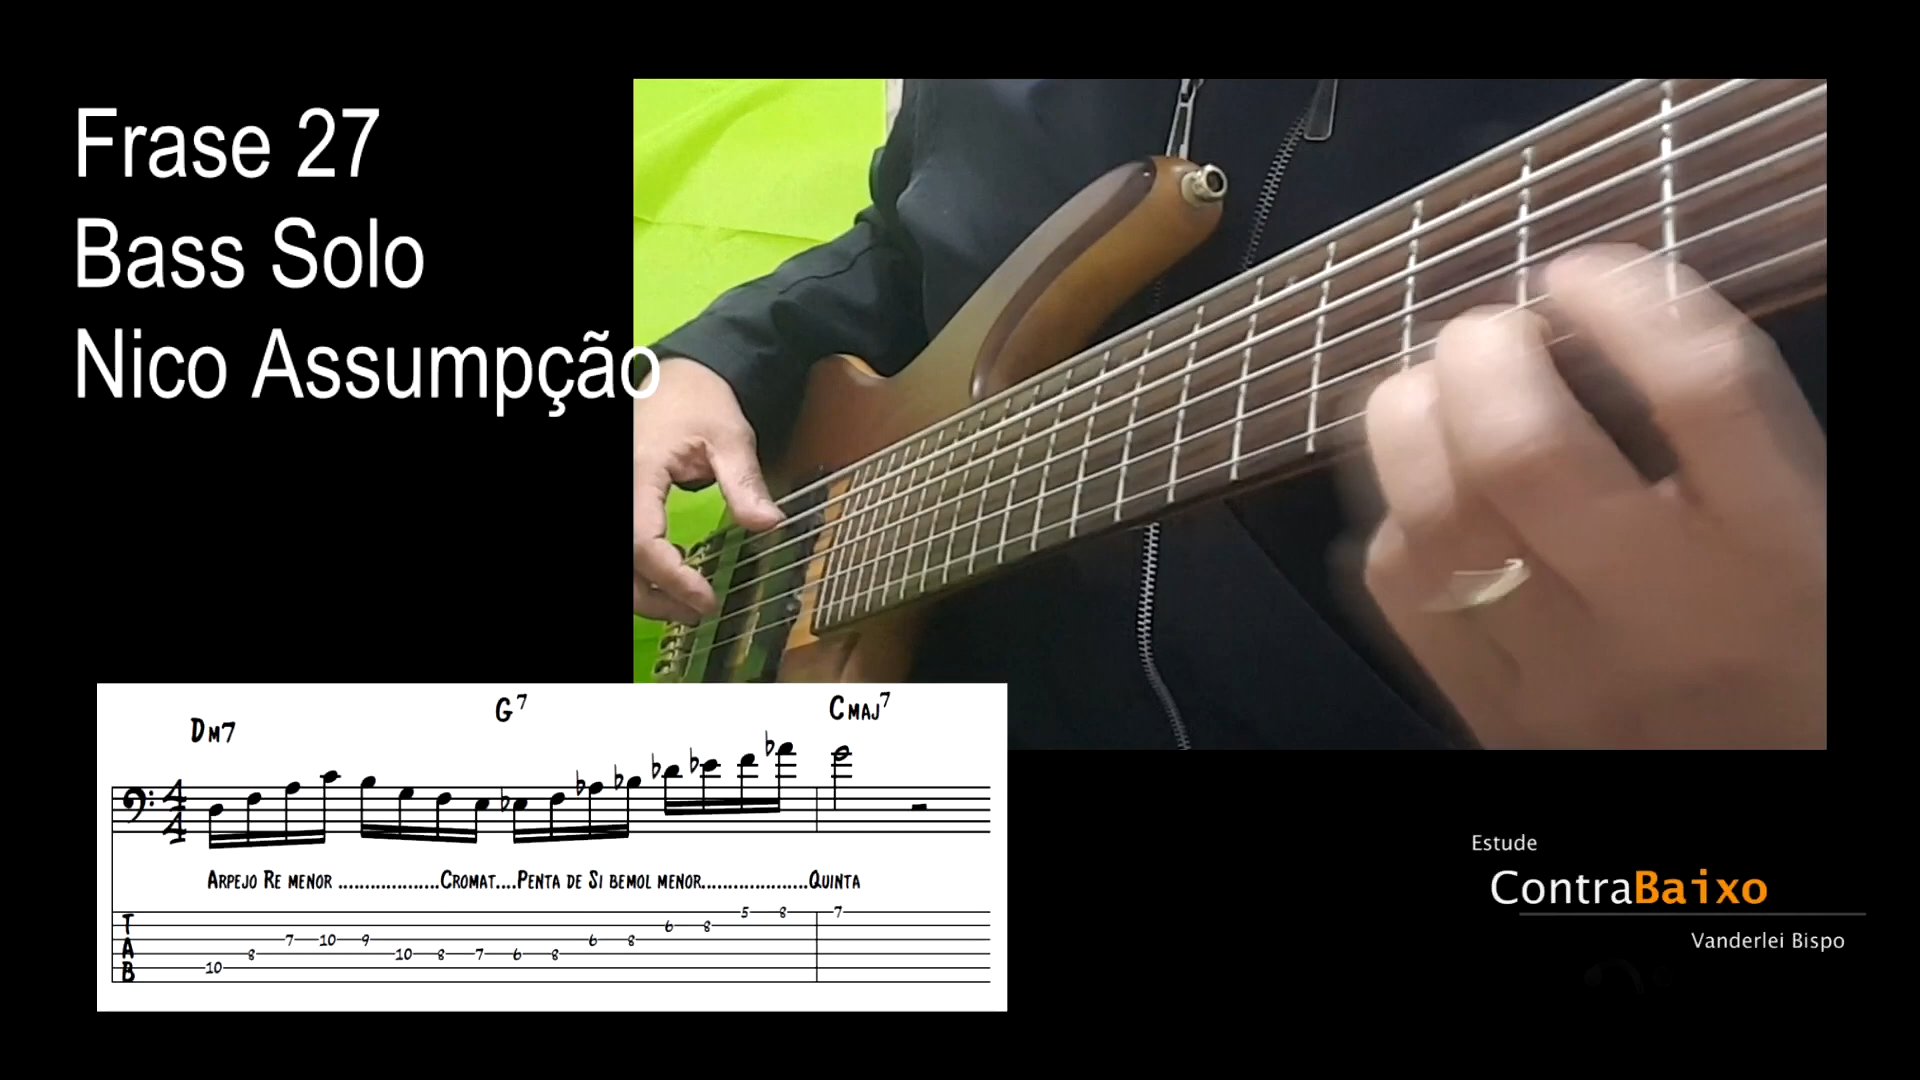 Frase 27
Bass Solo
Nico Assumpção
Dm7 G7 Cmaj7
4
4
Arpejo Re menor ...................Cromat....Penta de Si bemol menor....................Quinta
T
A
B
5 8 7
6 8
7 10 9 6 8
8 10 8 7 6 8
10
Estude
ContraBaixo
Vanderlei Bispo